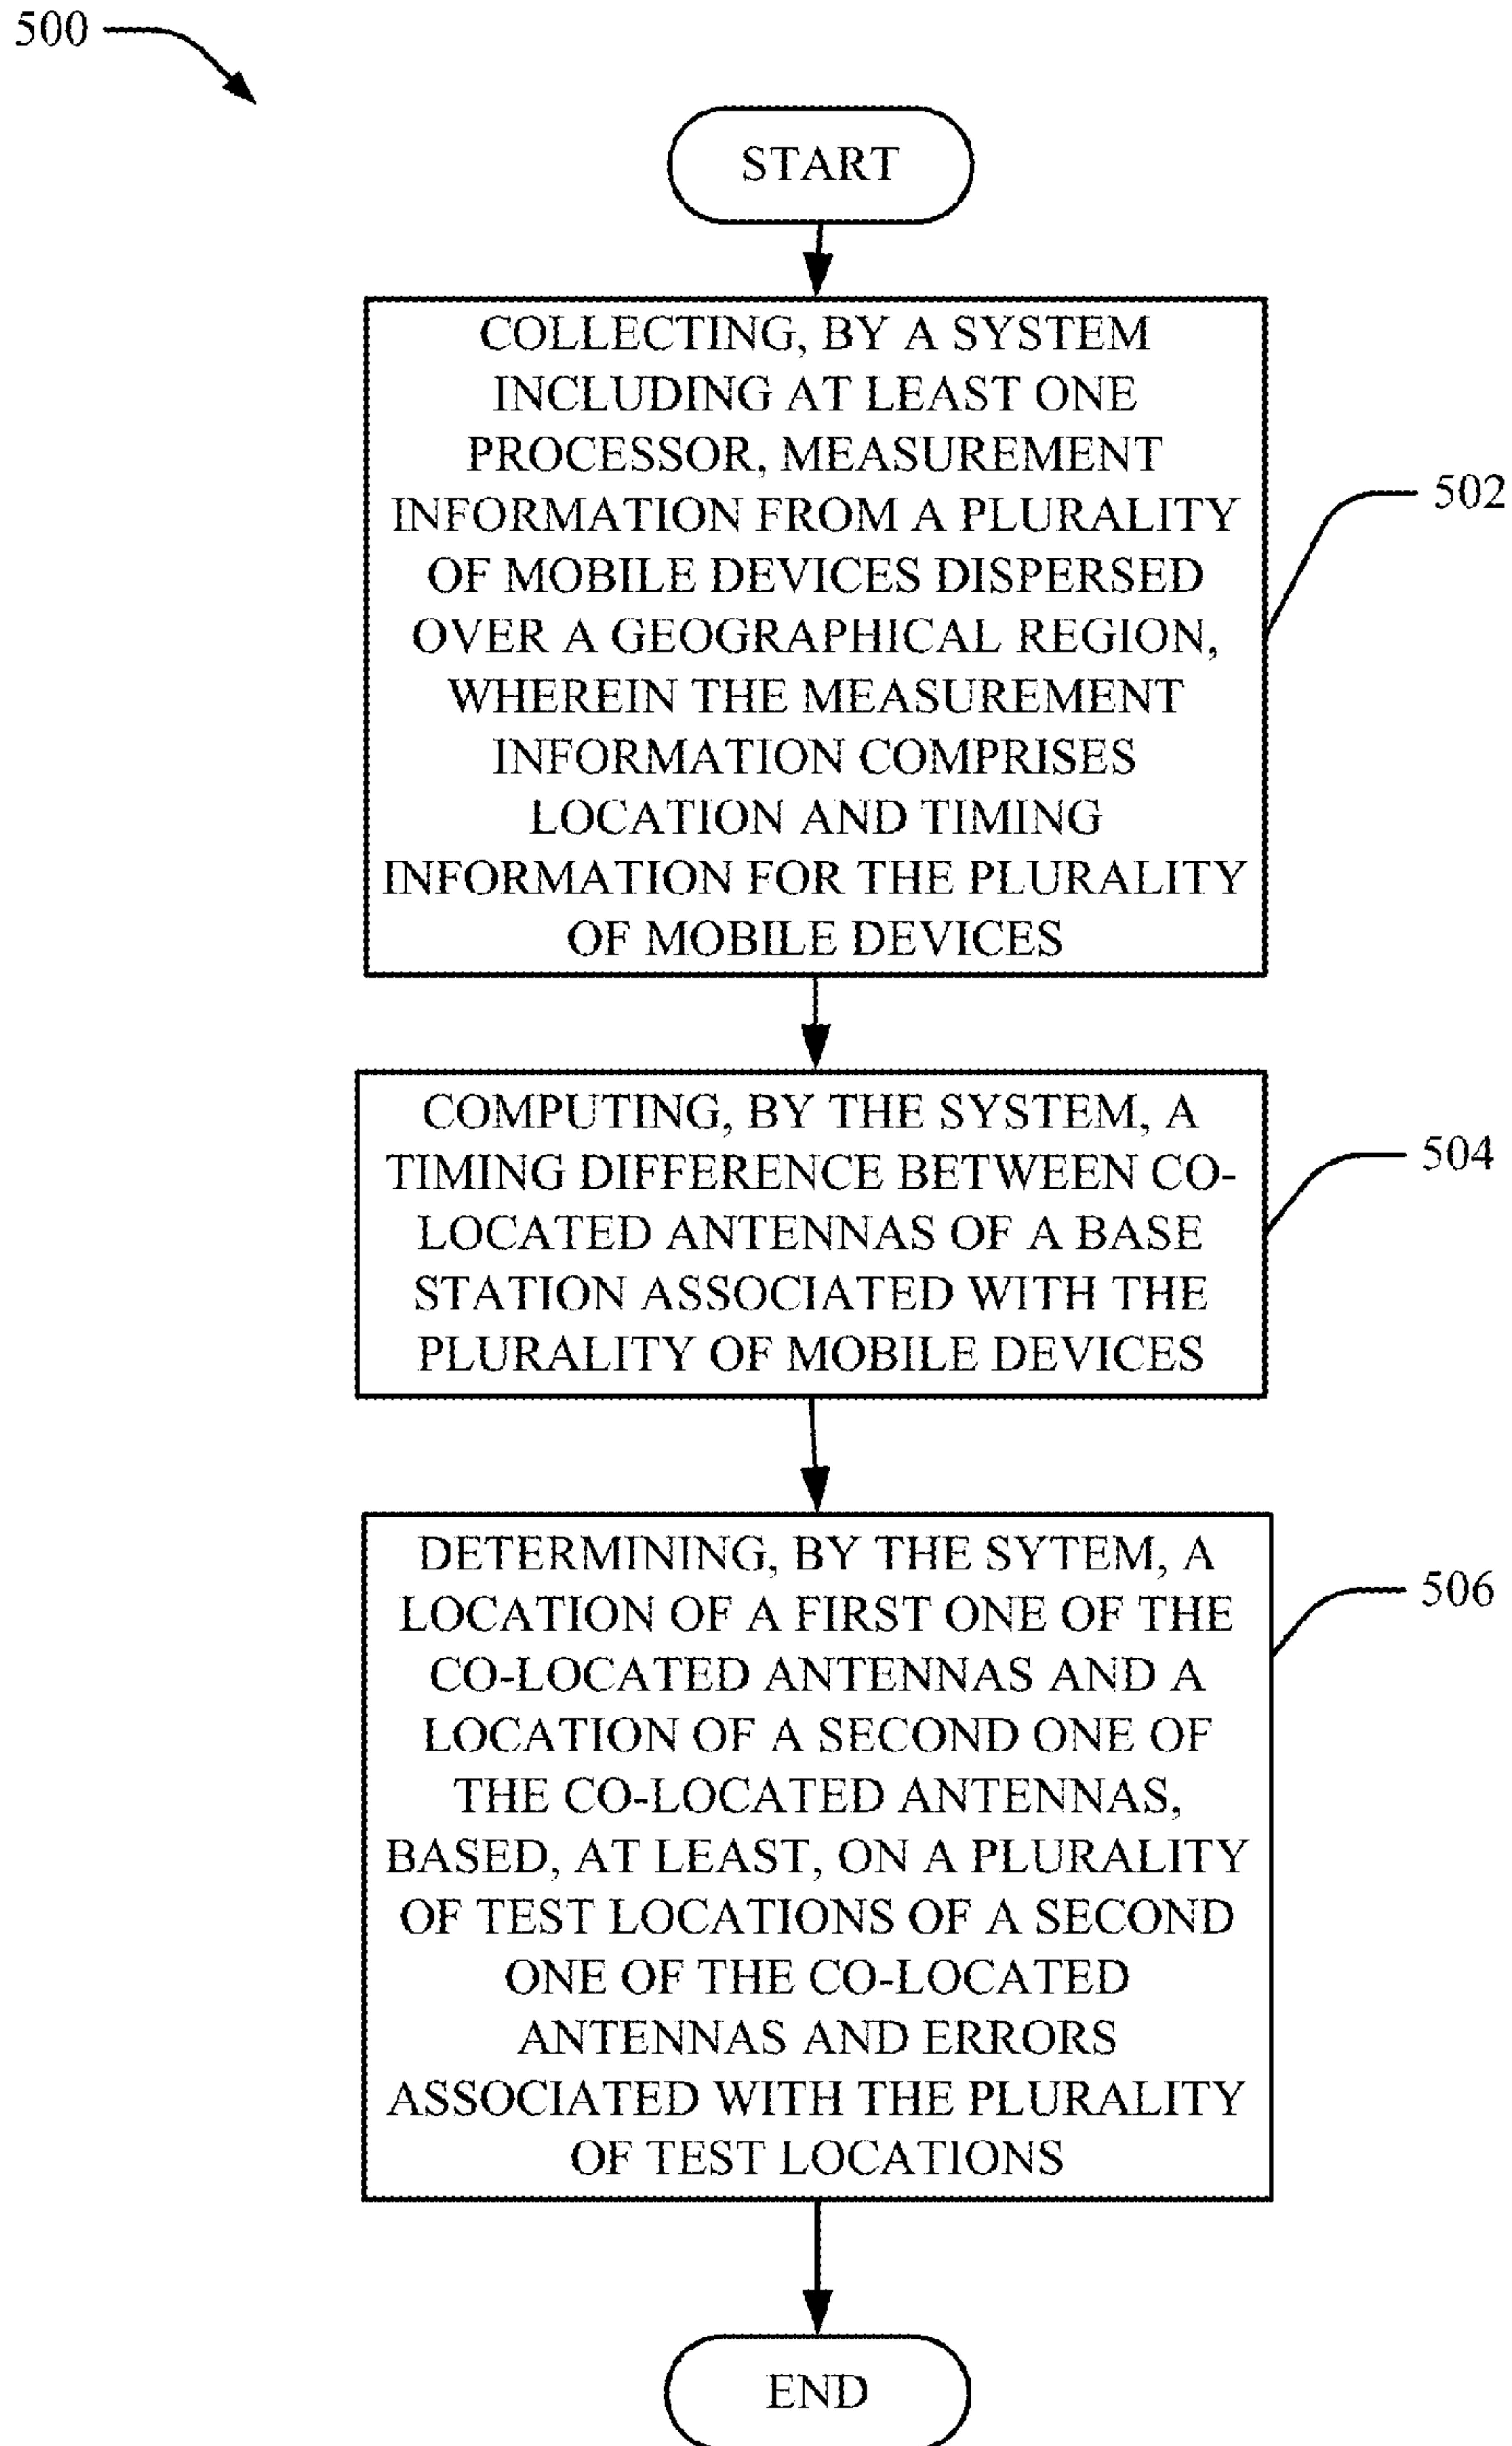 500
START
COLLECTING, BY A SYSTEM
INCLUDING AT LEAST ONE
PROCESSOR, MEASUREMENT
INFORMATION FROM A PLURALITY
OF MOBILE DEVICES DISPERSED
OVER A GEOGRAPHICAL REGION,
WHEREIN THE MEASUREMENT
INFORMATION COMPRISES
LOCATION AND TIMING
INFORMATION FOR THE PLURALITY
OF MOBILE DEVICES
502
COMPUTING, BY THE SYSTEM, A
TIMING DIFFERENCE BETWEEN CO-
LOCATED ANTENNAS OF A BASE
STATION ASSOCIATED WITH THE
PLURALITY OF MOBILE DEVICES
504
DETERMINING, BY THE SYTEM, A
LOCATION OF A FIRST ONE OF THE
CO-LOCATED ANTENNAS AND A
LOCATION OF A SECOND ONE OF
THE CO-LOCATED ANTENNAS,
BASED, AT LEAST, ON A PLURALITY
OF TEST LOCATIONS OF A SECOND
ONE OF THE CO-LOCATED
ANTENNAS AND ERRORS
ASSOCIATED WITH THE PLURALITY
OF TEST LOCATIONS
506
END